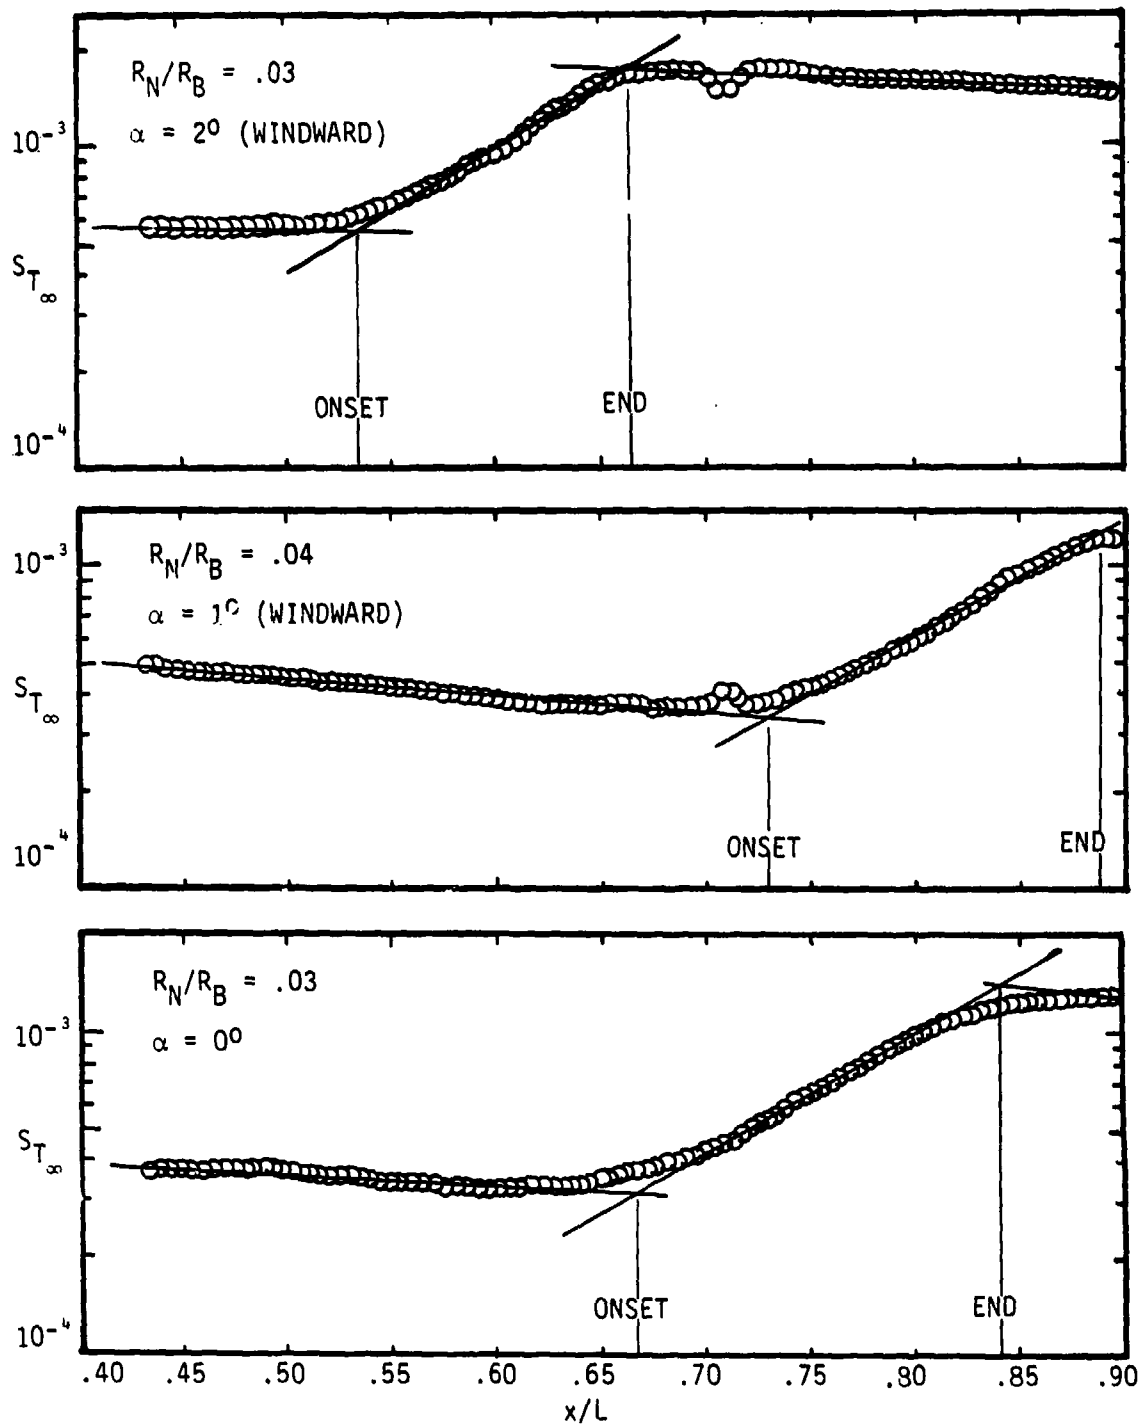 R_N/R_B = .03
α = 2° (WINDWARD)
10⁻³
S_T∞
ONSET
END
10⁻⁴
10⁻³
R_N/R_B = .04
α = 1° (WINDWARD)
S_T∞
ONSET
END
10⁻⁴
R_N/R_B = .03
10⁻³
α = 0°
S_T∞
ONSET
END
10⁻⁴
.40 .45 .50 .55 .60 .65 .70 .75 .80 .85 .90
x/L